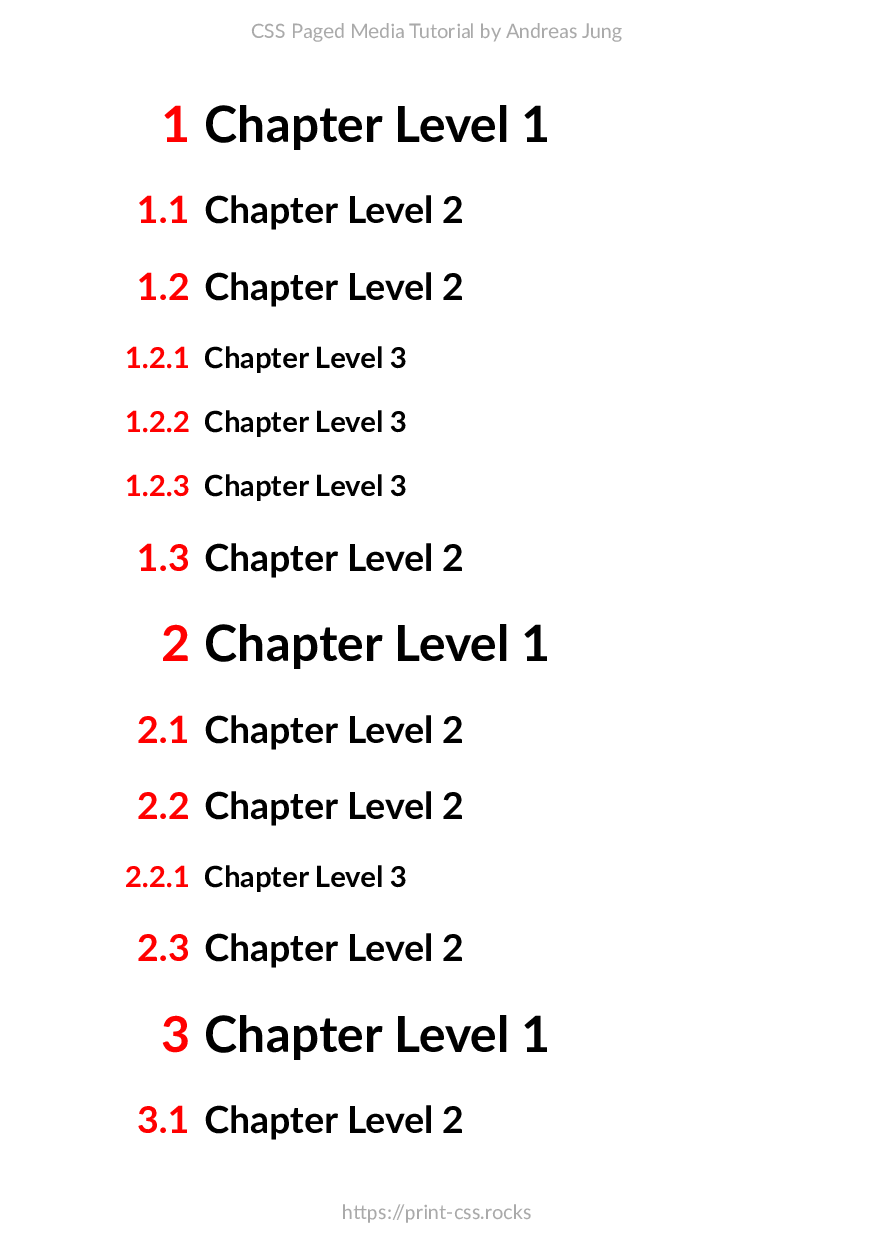 CSS Paged Media Tutorial by Andreas Jung
1 Chapter Level 1
1.1 Chapter Level 2
1.2 Chapter Level 2
1.2.1 Chapter Level 3
1.2.2 Chapter Level 3
1.2.3 Chapter Level 3
1.3 Chapter Level 2
2 Chapter Level 1
2.1 Chapter Level 2
2.2 Chapter Level 2
2.2.1 Chapter Level 3
2.3 Chapter Level 2
3 Chapter Level 1
3.1 Chapter Level 2
https://print-css.rocks